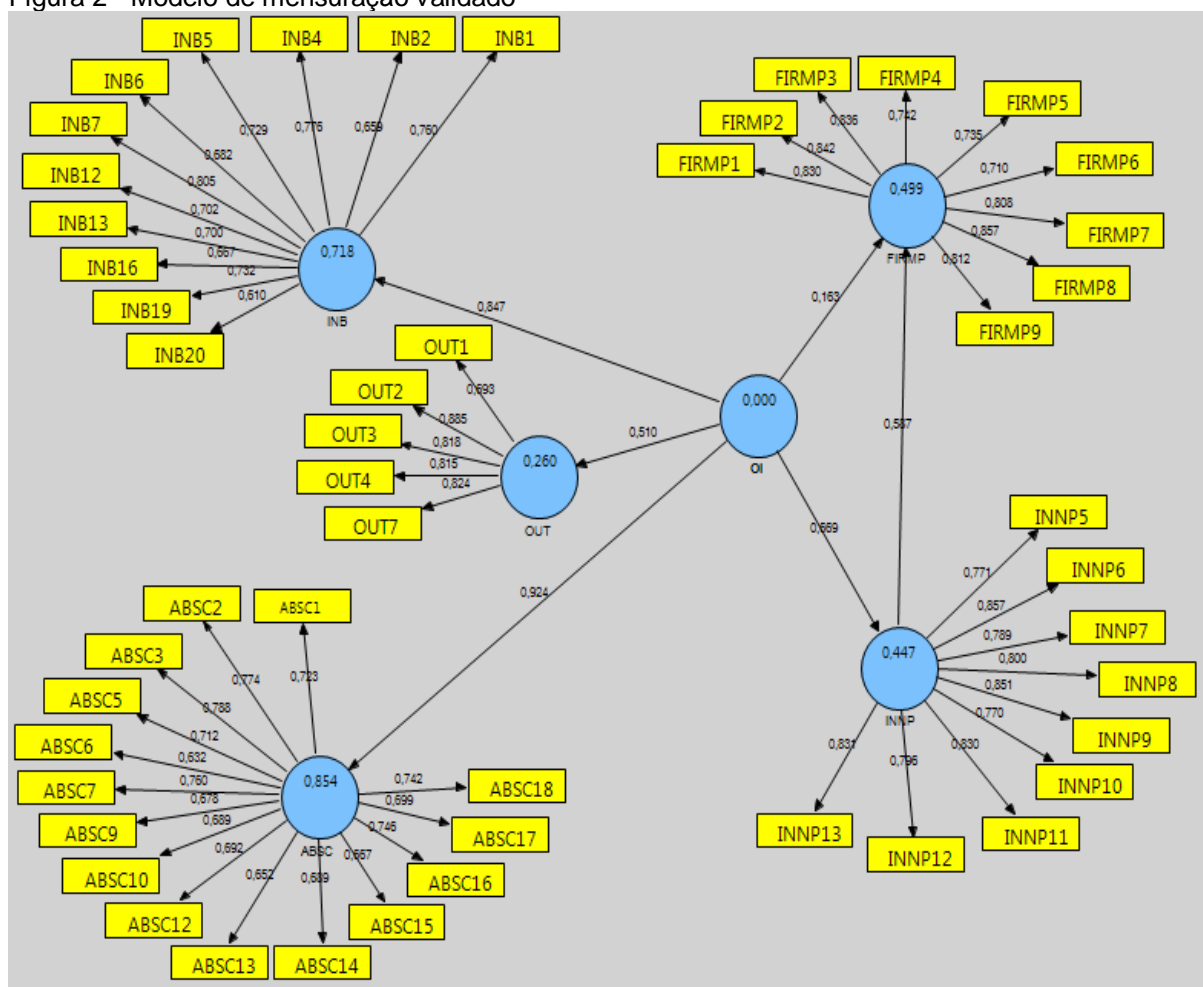 Figura 2 - Modelo de mensuração validado
INB5
INB4
INB2
INB1
INB6
INB7
INB12
INB13
INB16
INB19
INB20
0,729
0,776
0,659
0,760
0,682
0,805
0,702
0,700
0,667
0,732
0,610
0,718
INB
FIRMP3
FIRMP4
FIRMP5
FIRMP2
FIRMP1
FIRMP6
FIRMP7
FIRMP8
FIRMP9
0,836
0,742
0,735
0,842
0,830
0,710
0,808
0,857
0,812
0,499
FIRMP
0,847
0,163
0,587
OUT1
OUT2
OUT3
OUT4
OUT7
0,693
0,885
0,818
0,815
0,824
0,260
OUT
0,510
0,000
OI
0,669
0,924
INNP5
INNP6
INNP7
INNP8
INNP9
INNP10
INNP11
INNP12
INNP13
0,771
0,857
0,789
0,800
0,851
0,770
0,830
0,796
0,831
0,447
INNP
ABSC2
ABSC1
ABSC3
ABSC5
ABSC6
ABSC7
ABSC9
ABSC10
ABSC12
ABSC13
ABSC14
ABSC15
ABSC16
ABSC17
ABSC18
0,774
0,723
0,788
0,712
0,632
0,760
0,678
0,689
0,692
0,652
0,689
0,667
0,746
0,699
0,742
0,854
ABSC